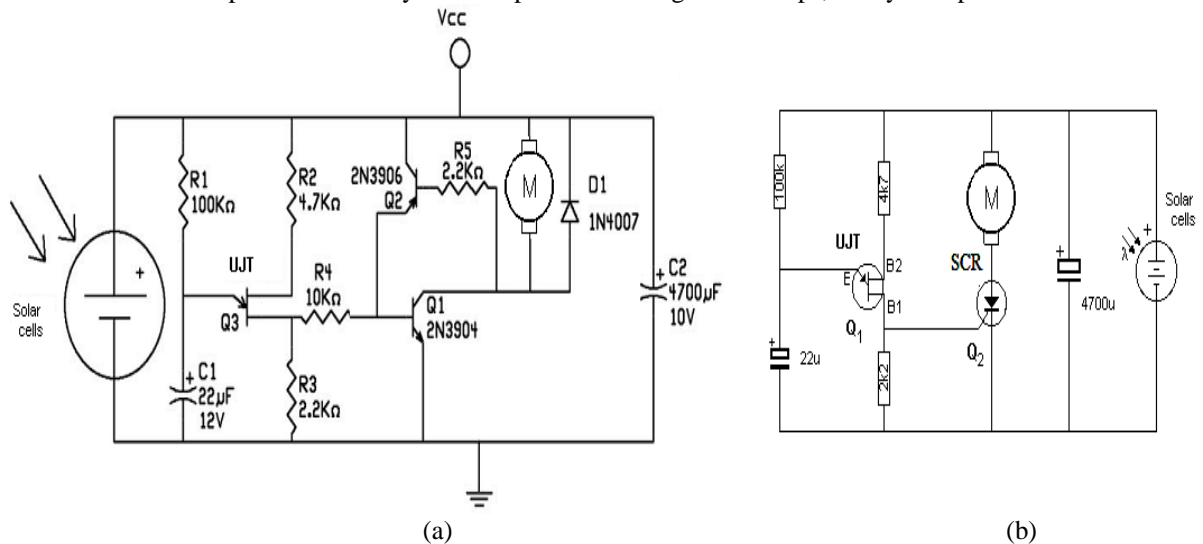 Vcc
R1
100KΩ
R2
4.7KΩ
2N3906
Q2
R5
2.2KΩ
M
D1
1N4007
+
Solar
cells
UJT
Q3
R4
10KΩ
Q1
2N3904
+
C2
4700µF
10V
+
C1
22µF
12V
R3
2.2KΩ
(a)
100k
4k7
M
Solar
cells
UJT
E
B2
B1
Q1
SCR
Q2
+
λ
+
4700u
+
22u
2k2
(b)